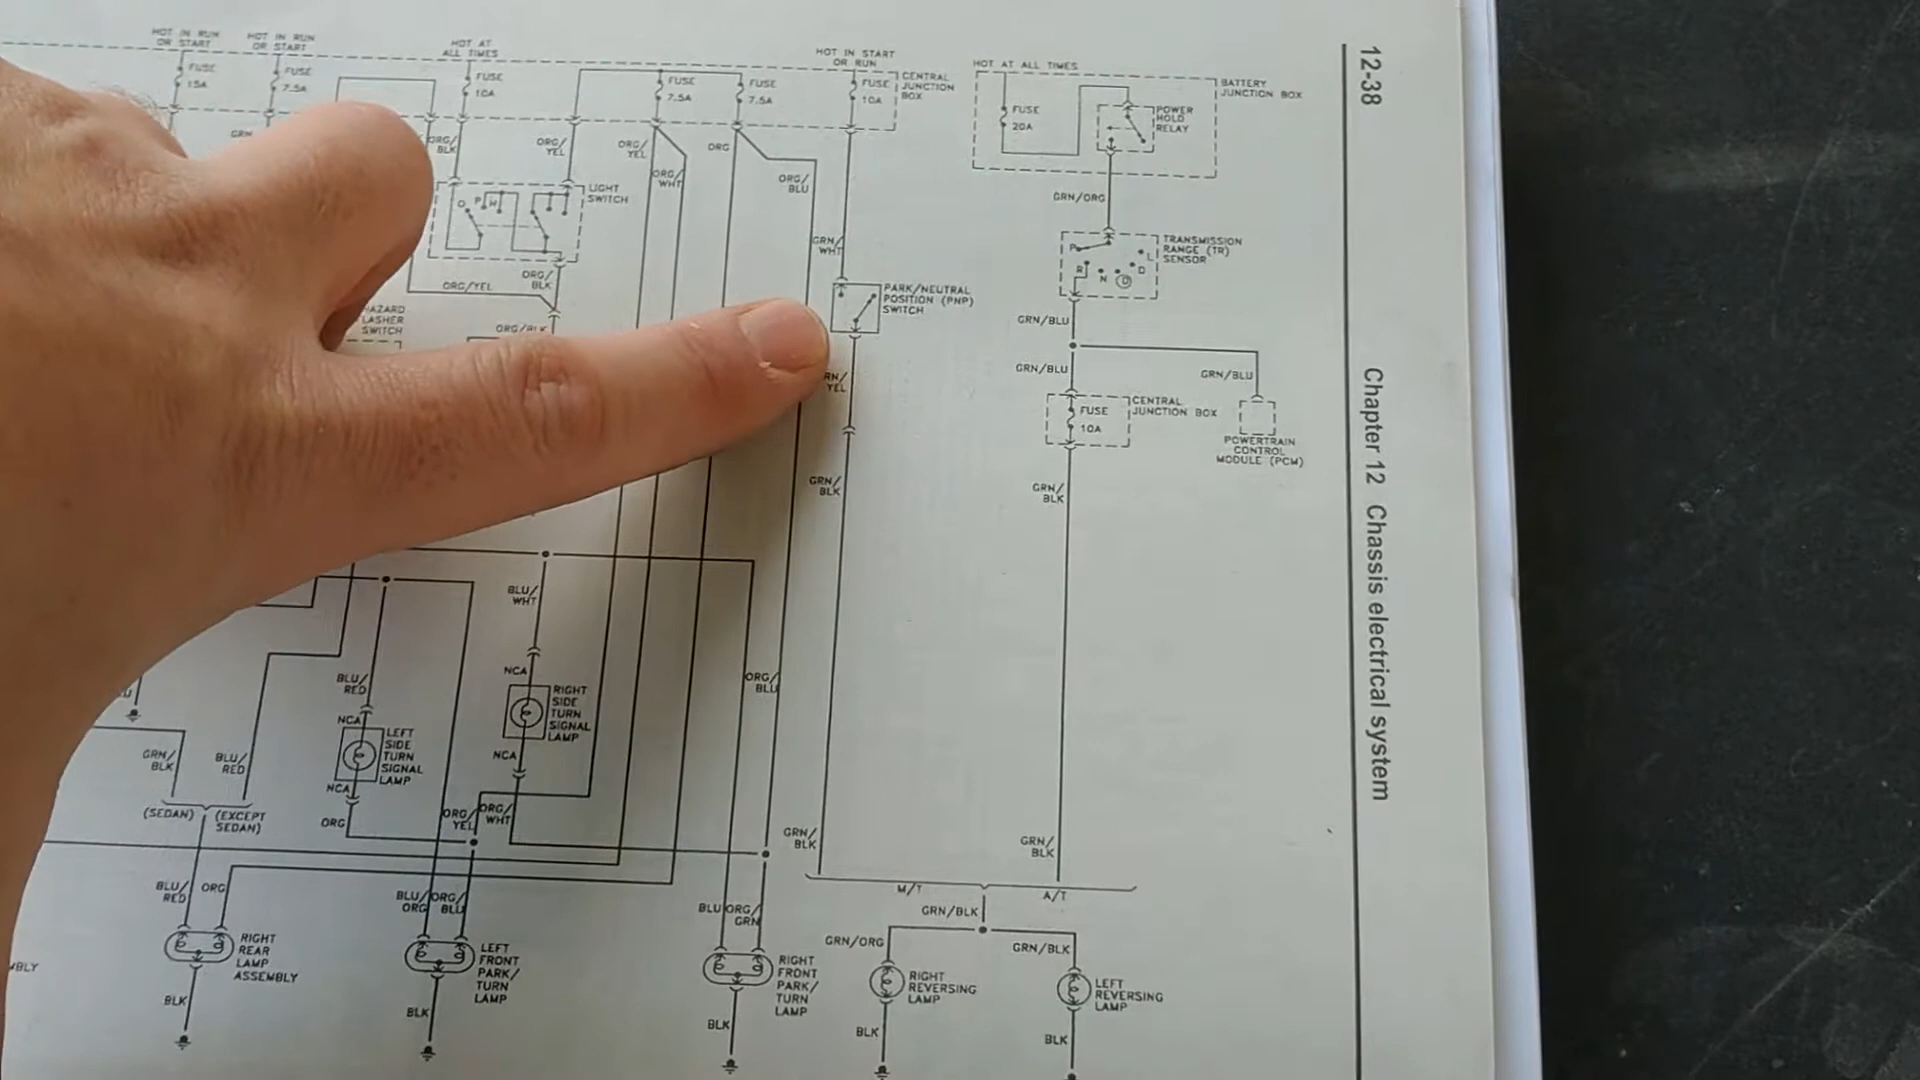 HOT IN RUN
OR START
HOT IN RUN
OR START
HOT AT
ALL TIMES
HOT IN START
OR RUN
HOT AT ALL TIMES
FUSE
15A
FUSE
7.5A
FUSE
10A
FUSE
7.5A
FUSE
7.5A
FUSE
10A
CENTRAL
JUNCTION
BOX
FUSE
20A
POWER
HOLD
RELAY
BATTERY
JUNCTION BOX
12-38
ORG/
BLK
ORG/
YEL
ORG/
YEL
ORG/
WHT
ORG
ORG/
BLU
LIGHT
SWITCH
O P H
GRN/ORG
GRN/
WHT
P R N D L
TRANSMISSION
RANGE (TR)
SENSOR
ORG/YEL
ORG/
BLK
PARK/NEUTRAL
POSITION (PNP)
SWITCH
SWITCH
ORG/BLK
GRN/BLU
GRN/BLU
GRN/BLU
YEL
FUSE
10A
CENTRAL
JUNCTION BOX
POWERTRAIN
CONTROL
MODULE (PCM)
Chapter 12 Chassis electrical system
GRN/
BLK
GRN/
BLK
BLU/
WHT
NCA
RIGHT
SIDE
TURN
SIGNAL
LAMP
NCA
BLU/
RED
NCA
LEFT
SIDE
TURN
SIGNAL
LAMP
NCA
ORG
ORG/
BLU
GRN/
BLK
BLU/
RED
(SEDAN)
(EXCEPT
SEDAN)
ORG/
YEL
ORG/
WHT
GRN/
BLK
GRN/
BLK
M/T
A/T
GRN/BLK
BLU/
RED
ORG
BLU/
ORG
ORG/
BLU
BLU
ORG/
GRN
GRN/ORG
GRN/BLK
RIGHT
REAR
LAMP
ASSEMBLY
LEFT
FRONT
PARK/
TURN
LAMP
RIGHT
FRONT
PARK/
TURN
LAMP
RIGHT
REVERSING
LAMP
LEFT
REVERSING
LAMP
BLK
BLK
BLK
BLK
BLK